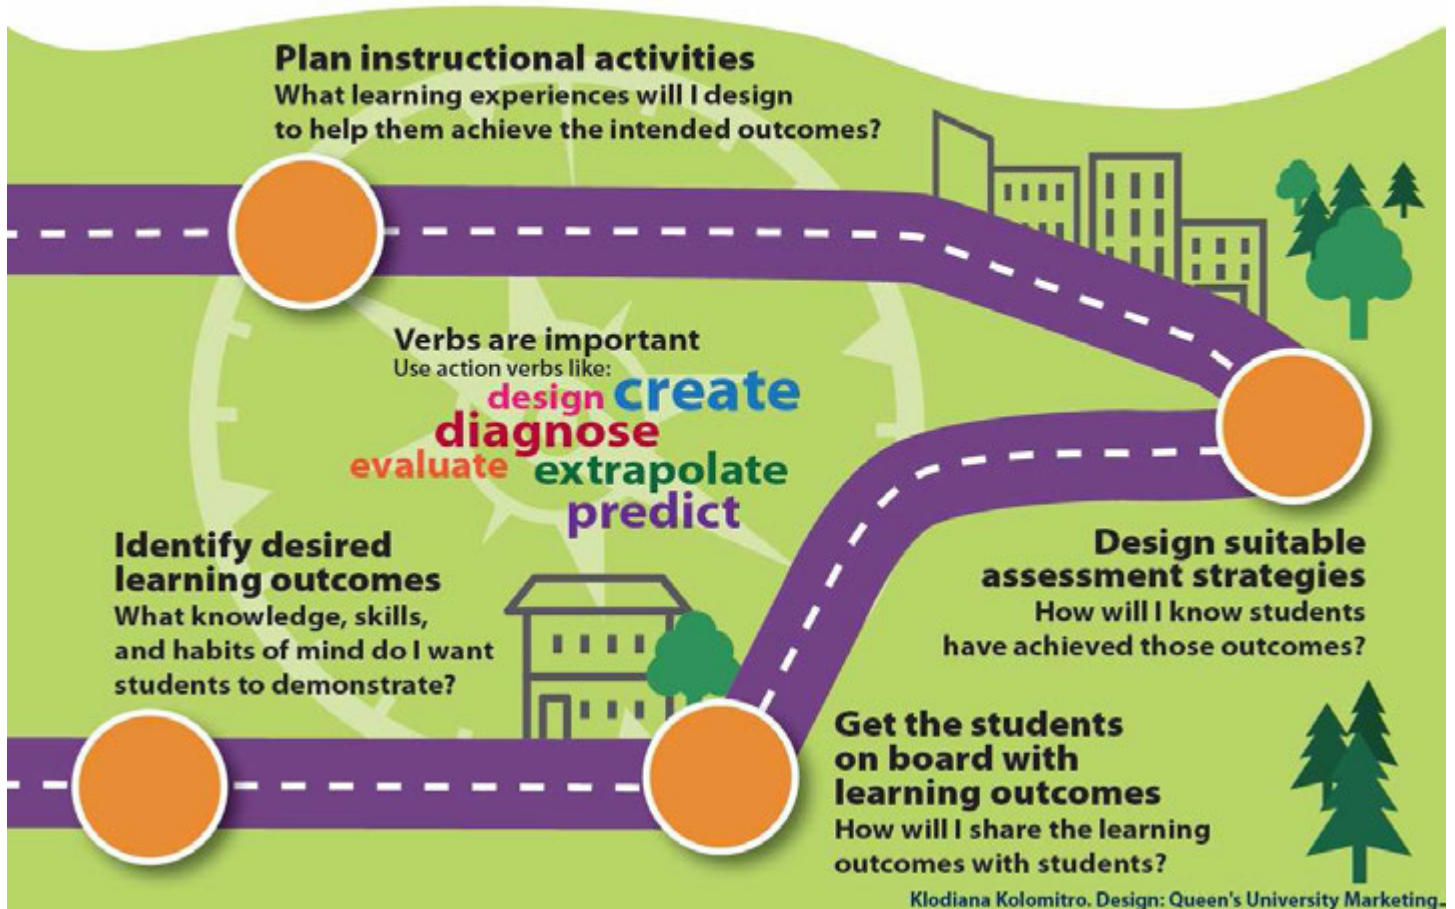 Plan instructional activities
What learning experiences will I design
to help them achieve the intended outcomes?
Verbs are important
Use action verbs like:
design create
diagnose
evaluate extrapolate
predict
Identify desired
learning outcomes
What knowledge, skills,
and habits of mind do I want
students to demonstrate?
Design suitable
assessment strategies
How will I know students
have achieved those outcomes?
Get the students
on board with
learning outcomes
How will I share the learning
outcomes with students?
Klodiana Kolomitro. Design: Queen's University Marketing.